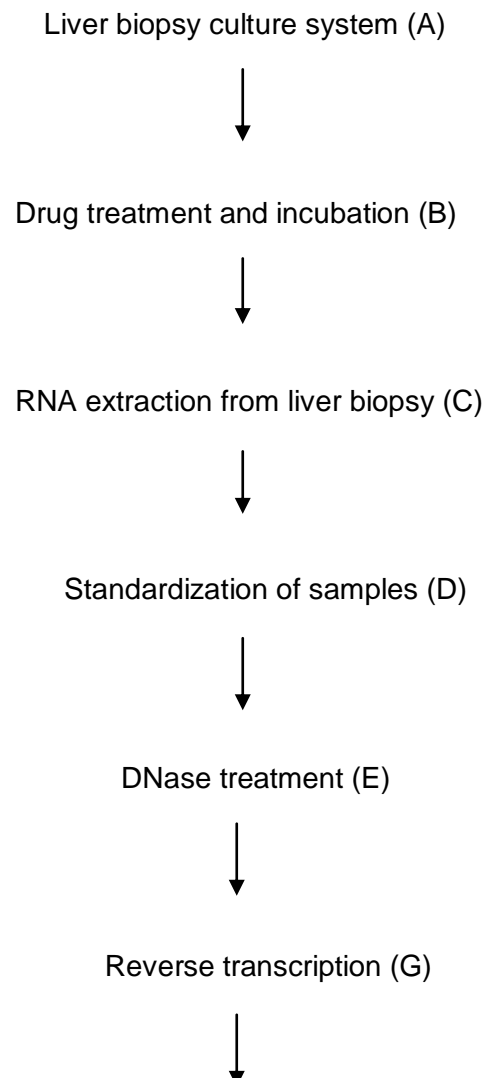 Liver biopsy culture system (A)
Drug treatment and incubation (B)
RNA extraction from liver biopsy (C)
Standardization of samples (D)
DNase treatment (E)
Reverse transcription (G)